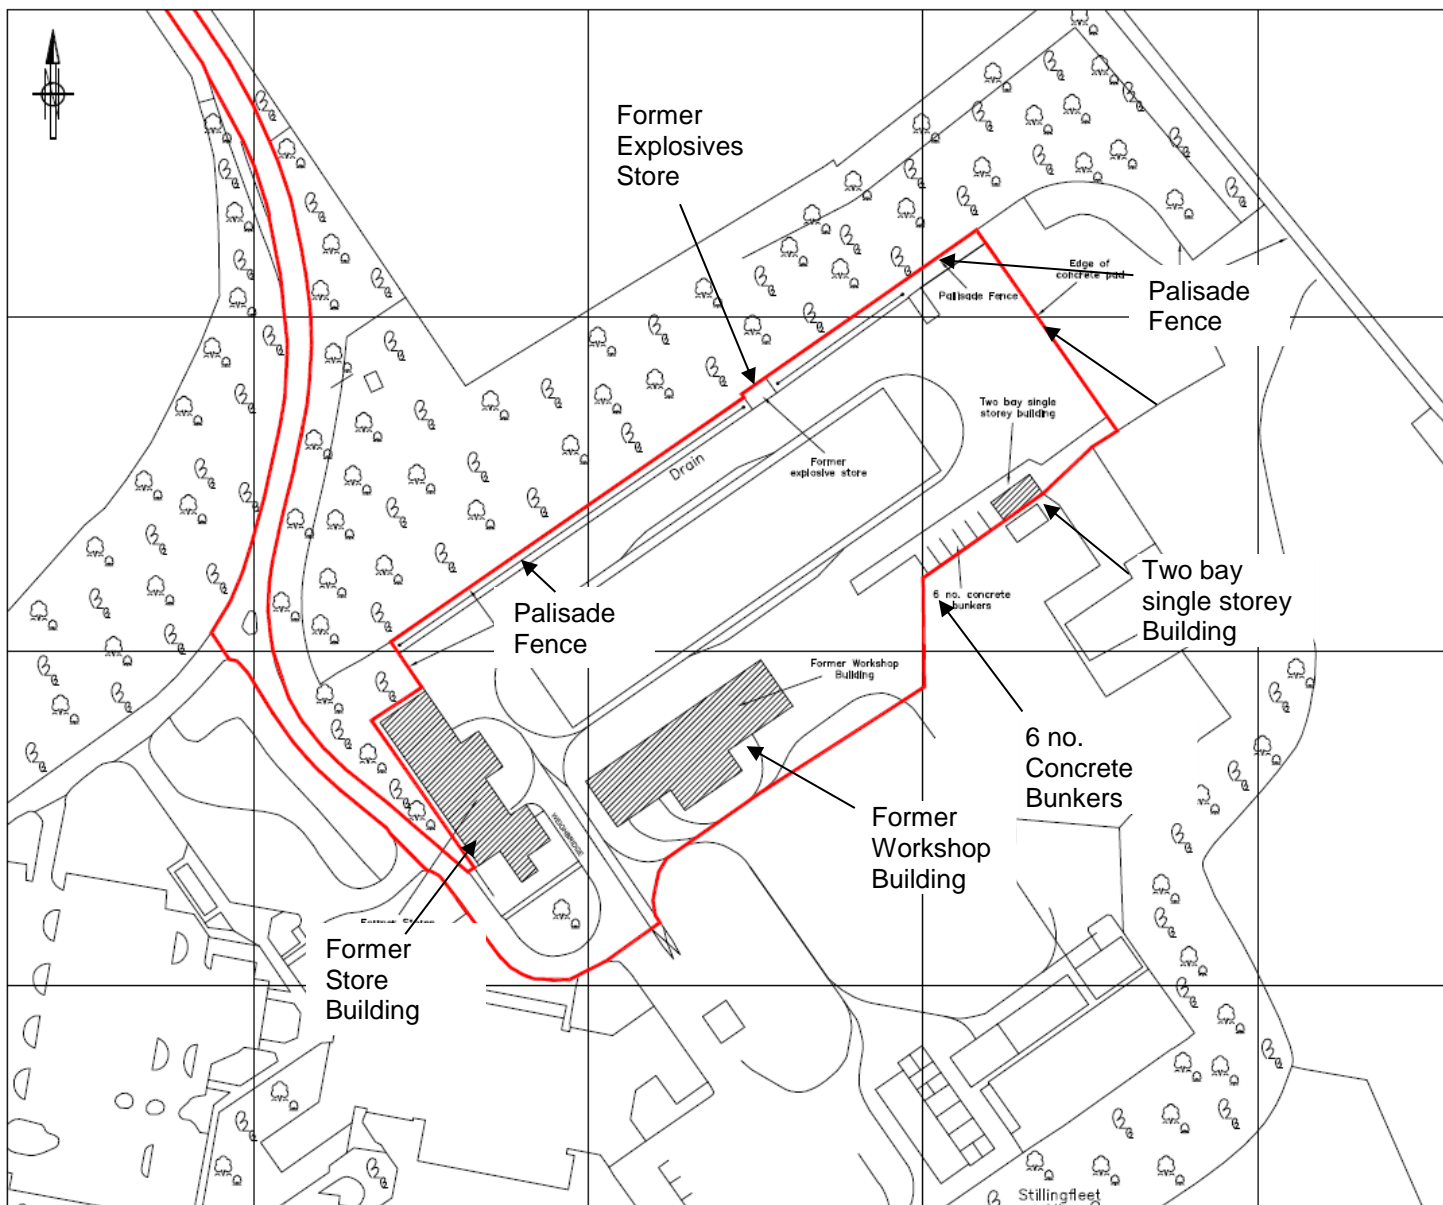 Former
Explosives
Store
Edge of
concrete pad
Palisade Fence
Palisade
Fence
Two bay single
storey building
Former
explosive store
Drain
Two bay
single storey
Building
6 no. concrete
bunkers
Palisade
Fence
Former Workshop
Building
6 no.
Concrete
Bunkers
Former
Workshop
Building
WEIGHBRIDGE
Former
Store
Building
Stillingfleet